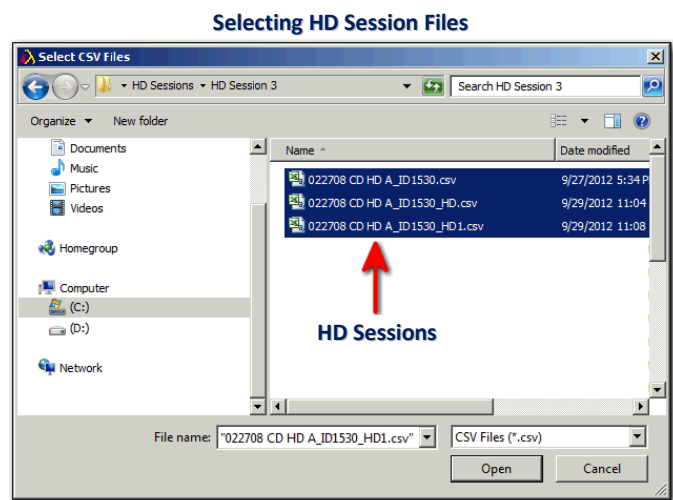 Selecting HD Session Files
Select CSV Files
HD Sessions HD Session 3
Search HD Session 3
Organize New folder
Documents
Music
Pictures
Videos
Homegroup
Computer
(C:)
(D:)
Network
Name Date modified
022708 CD HD A_ID1530.csv 9/27/2012 5:34 P
022708 CD HD A_ID1530_HD.csv 9/29/2012 11:04
022708 CD HD A_ID1530_HD1.csv 9/29/2012 11:08
HD Sessions
File name: "022708 CD HD A_ID1530_HD1.csv" CSV Files (*.csv)
Open Cancel